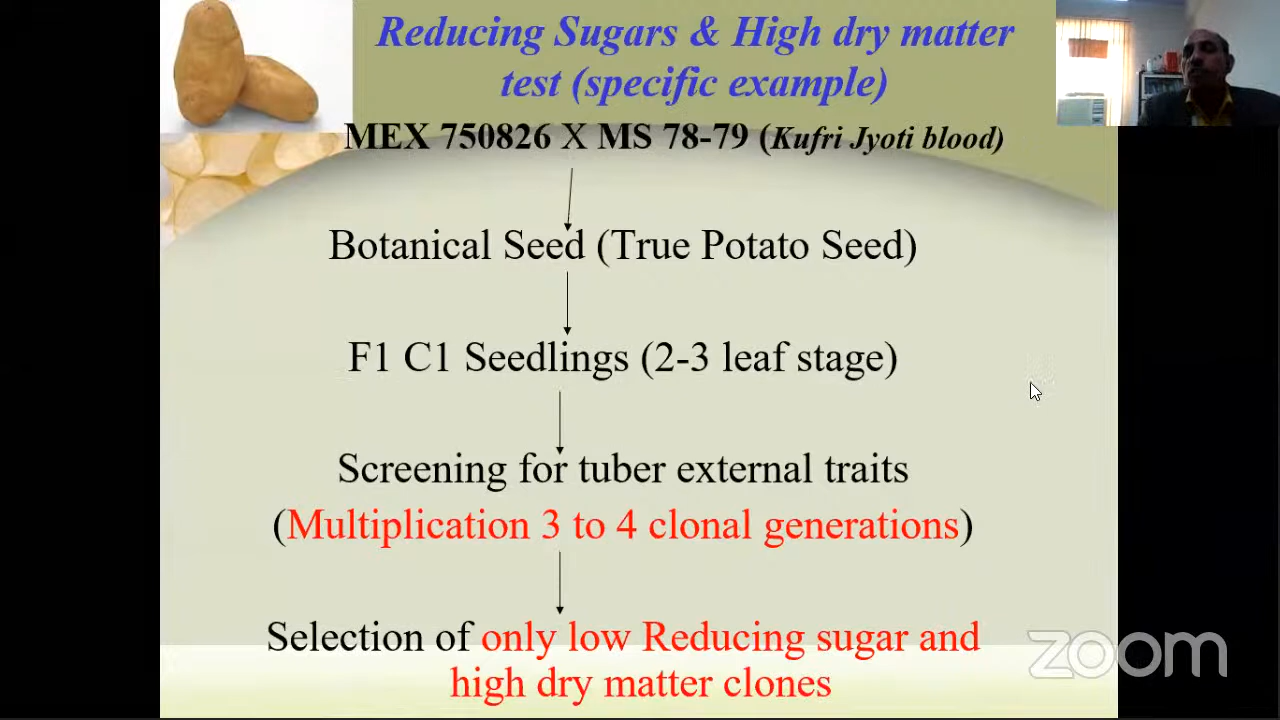 Reducing Sugars & High dry matter
test (specific example)
MEX 750826 X MS 78-79 (Kufri Jyoti blood)
Botanical Seed (True Potato Seed)
F1 C1 Seedlings (2-3 leaf stage)
Screening for tuber external traits
(Multiplication 3 to 4 clonal generations)
Selection of only low Reducing sugar and
high dry matter clones
zoom